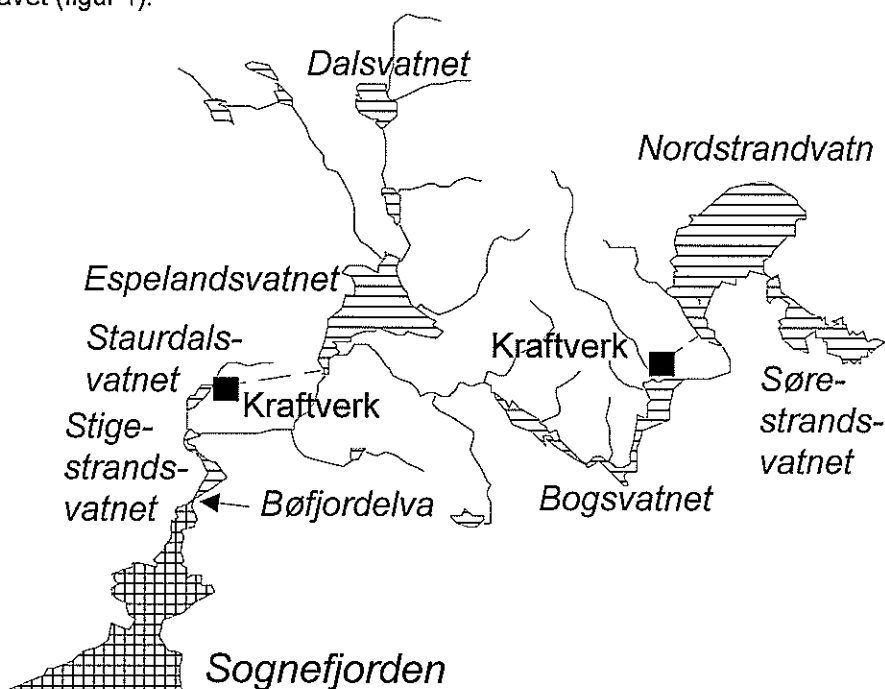 avet (figur 1).
Dalsvatnet
Nordstrandvatn
Espelandsvatnet
Staurdals-
vatnet
Kraftverk
Kraftverk
Stige-
strands-
vatnet
Søre-
strands-
vatnet
Bøfjordelva
Bogsvatnet
Sognefjorden